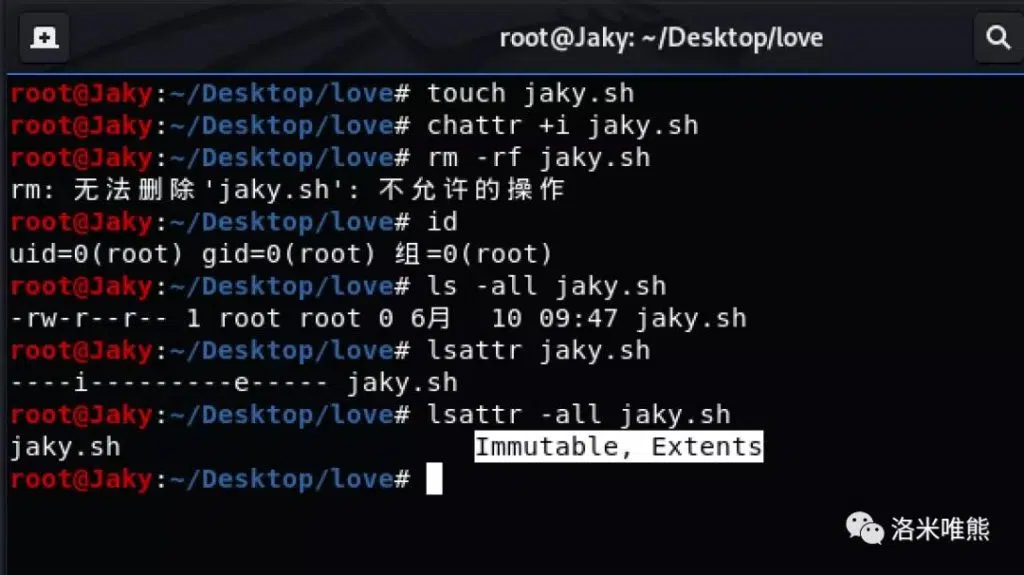 root@Jaky: ~/Desktop/love
root@Jaky:~/Desktop/love# touch jaky.sh
root@Jaky:~/Desktop/love# chattr +i jaky.sh
root@Jaky:~/Desktop/love# rm -rf jaky.sh
rm: 无法删除'jaky.sh': 不允许的操作
root@Jaky:~/Desktop/love# id
uid=0(root) gid=0(root) 组=0(root)
root@Jaky:~/Desktop/love# ls -all jaky.sh
-rw-r--r-- 1 root root 0 6月  10 09:47 jaky.sh
root@Jaky:~/Desktop/love# lsattr jaky.sh
----i---------e----- jaky.sh
root@Jaky:~/Desktop/love# lsattr -all jaky.sh
jaky.sh                      Immutable, Extents
root@Jaky:~/Desktop/love#
洛米唯熊